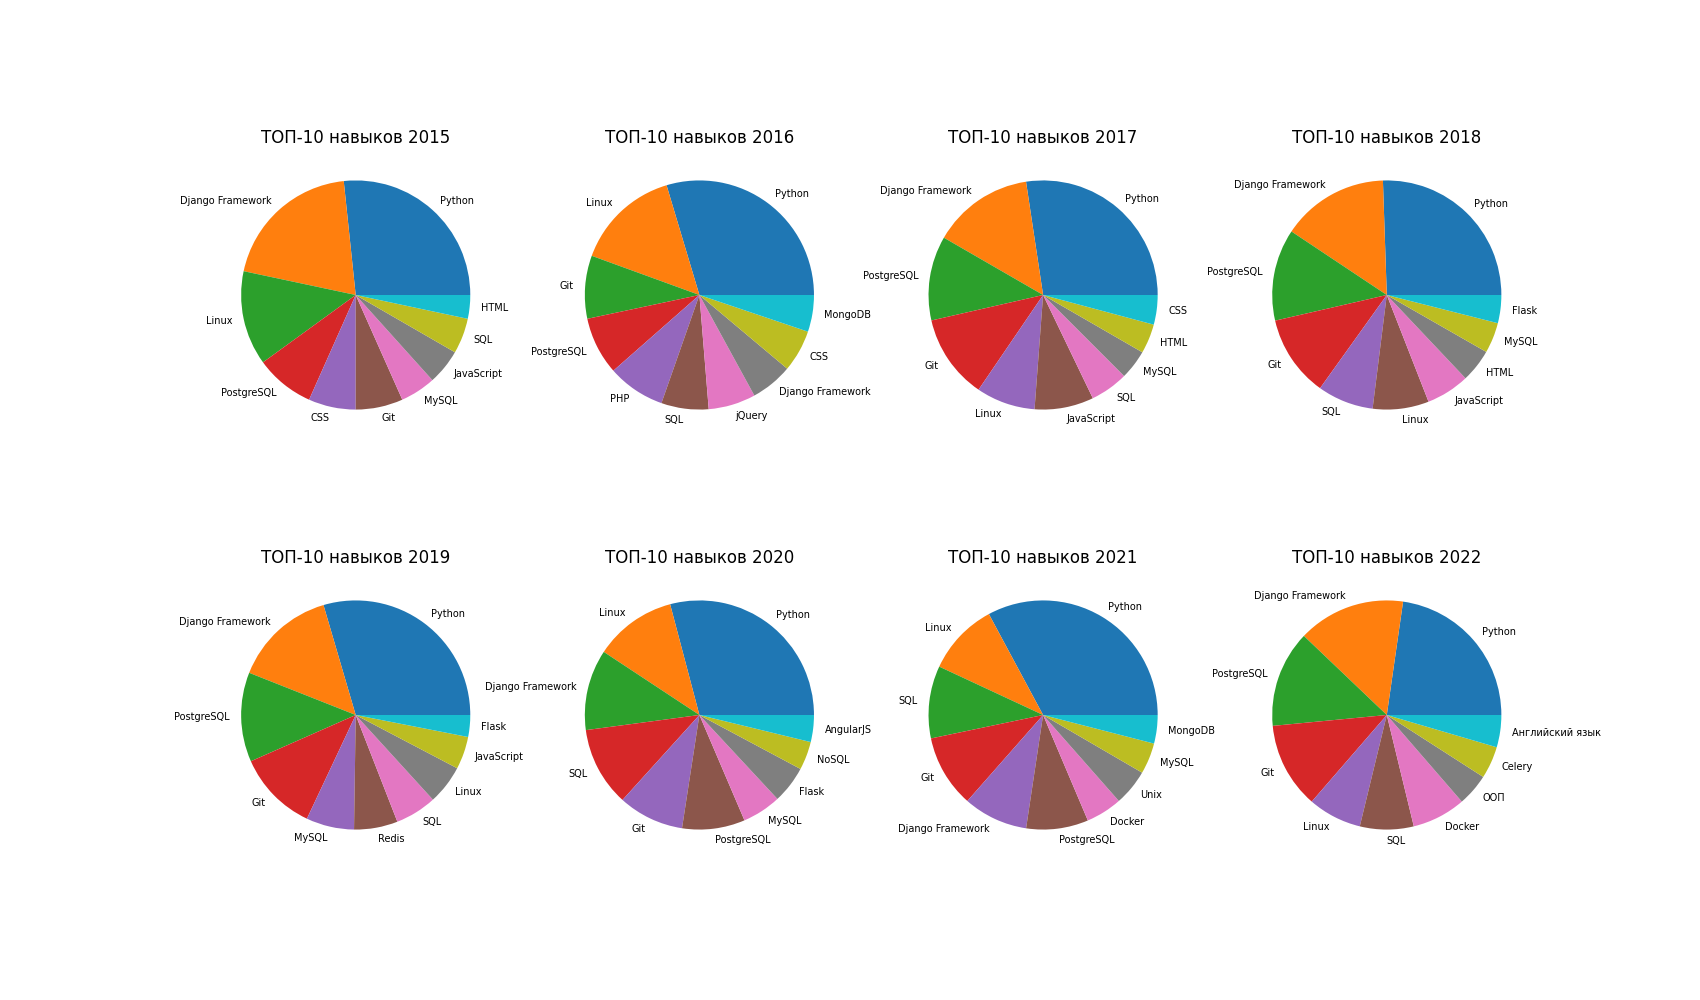 ТОП-10 навыков 2015
Python
Django Framework
Linux
PostgreSQL
CSS
Git
MySQL
JavaScript
SQL
HTML
ТОП-10 навыков 2016
Python
Linux
Git
PostgreSQL
PHP
SQL
jQuery
Django Framework
CSS
MongoDB
ТОП-10 навыков 2017
Python
Django Framework
PostgreSQL
Git
Linux
JavaScript
SQL
MySQL
HTML
CSS
ТОП-10 навыков 2018
Python
Django Framework
PostgreSQL
Git
SQL
Linux
JavaScript
HTML
MySQL
Flask
ТОП-10 навыков 2019
Python
Django Framework
PostgreSQL
Git
MySQL
Redis
SQL
Linux
JavaScript
Flask
ТОП-10 навыков 2020
Python
Linux
Django Framework
SQL
Git
PostgreSQL
MySQL
Flask
NoSQL
AngularJS
ТОП-10 навыков 2021
Python
Linux
SQL
Git
Django Framework
PostgreSQL
Docker
Unix
MySQL
MongoDB
ТОП-10 навыков 2022
Python
Django Framework
PostgreSQL
Git
Linux
SQL
Docker
ООП
Celery
Английский язык